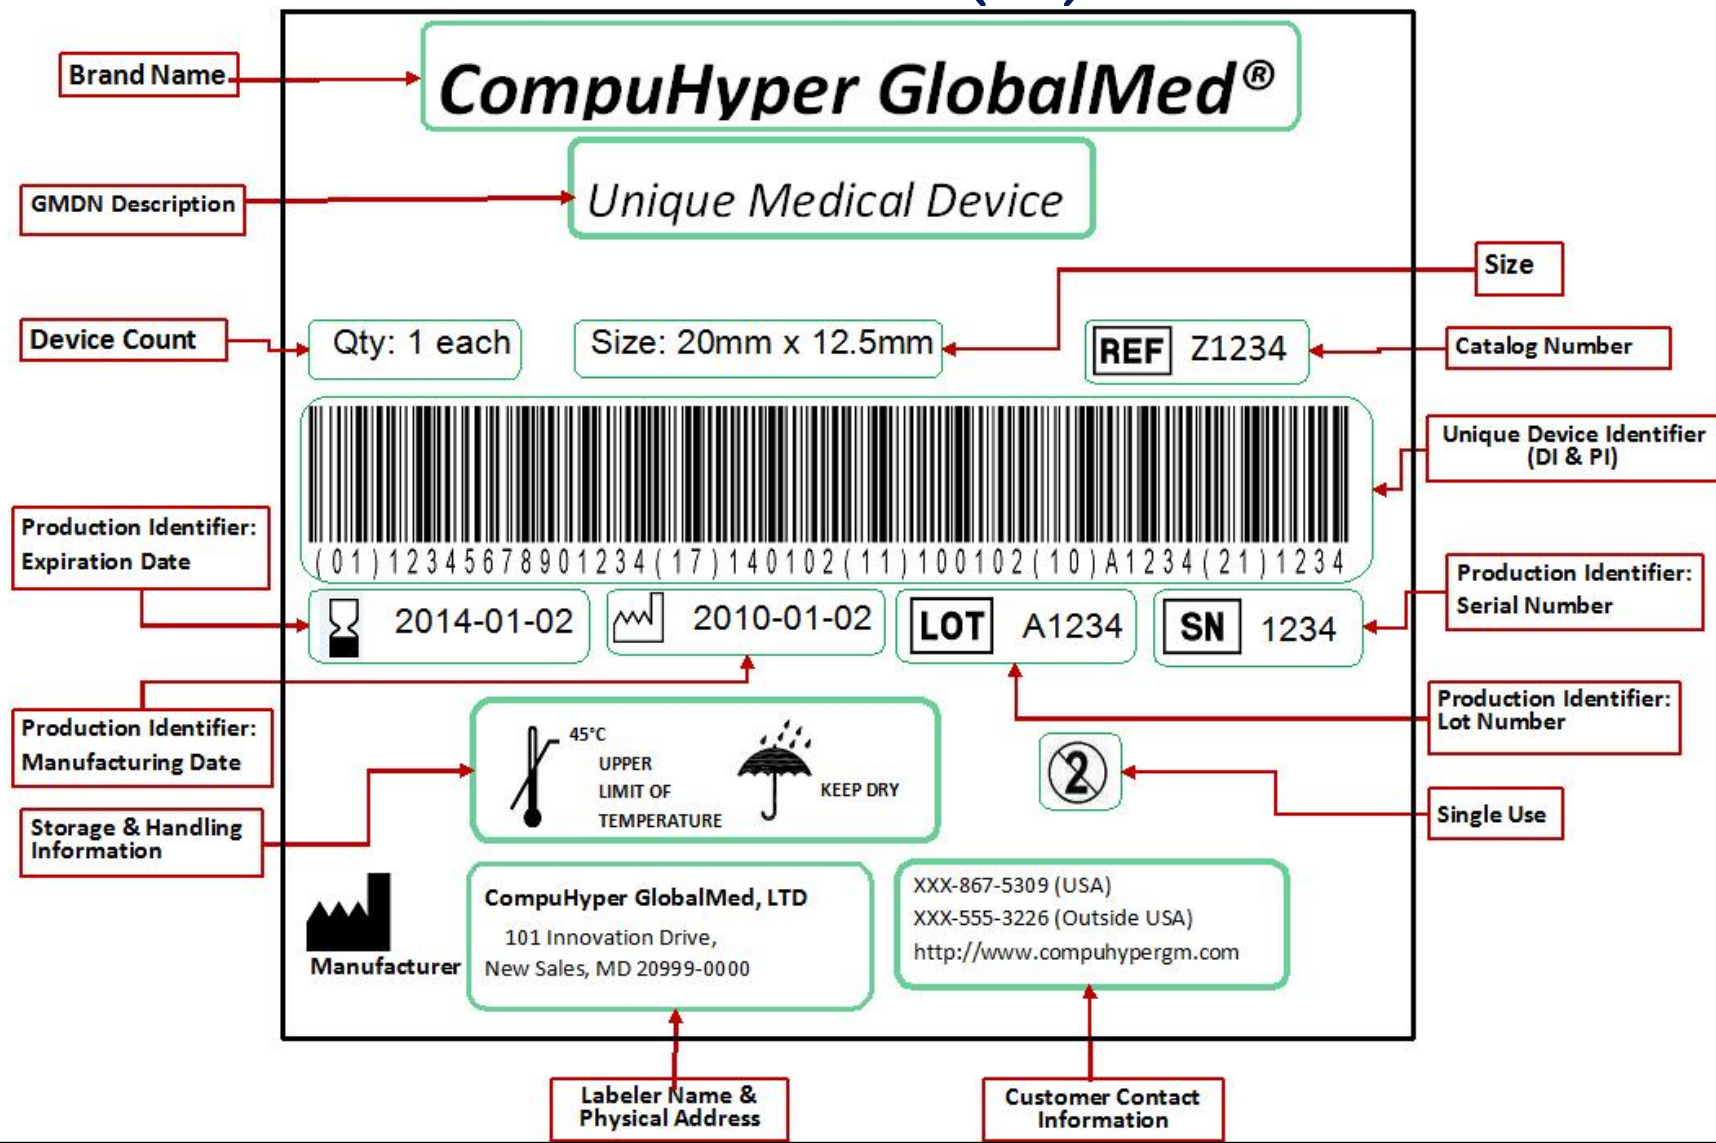 Brand Name
CompuHyper GlobalMed®
GMDN Description
Unique Medical Device
Size
Device Count
Qty: 1 each
Size: 20mm x 12.5mm
REF Z1234
Catalog Number
Unique Device Identifier
(DI & PI)
(01)12345678901234(17)140102(11)100102(10)A1234(21)1234
Production Identifier:
Expiration Date
2014-01-02
2010-01-02
LOT A1234
SN 1234
Production Identifier:
Serial Number
Production Identifier:
Manufacturing Date
Production Identifier:
Lot Number
45°C
UPPER
LIMIT OF
TEMPERATURE
KEEP DRY
2
Single Use
Storage & Handling
Information
Manufacturer
CompuHyper GlobalMed, LTD
101 Innovation Drive,
New Sales, MD 20999-0000
XXX-867-5309 (USA)
XXX-555-3226 (Outside USA)
http://www.compuhypergm.com
Labeler Name &
Physical Address
Customer Contact
Information